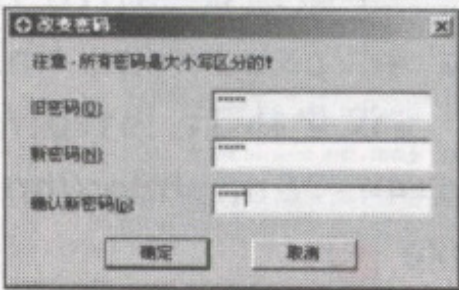 改变密码
注意 - 所有密码是大小写区分的!
旧密码(O): *****
新密码(N): *****
确认新密码(p): *****
确定 取消